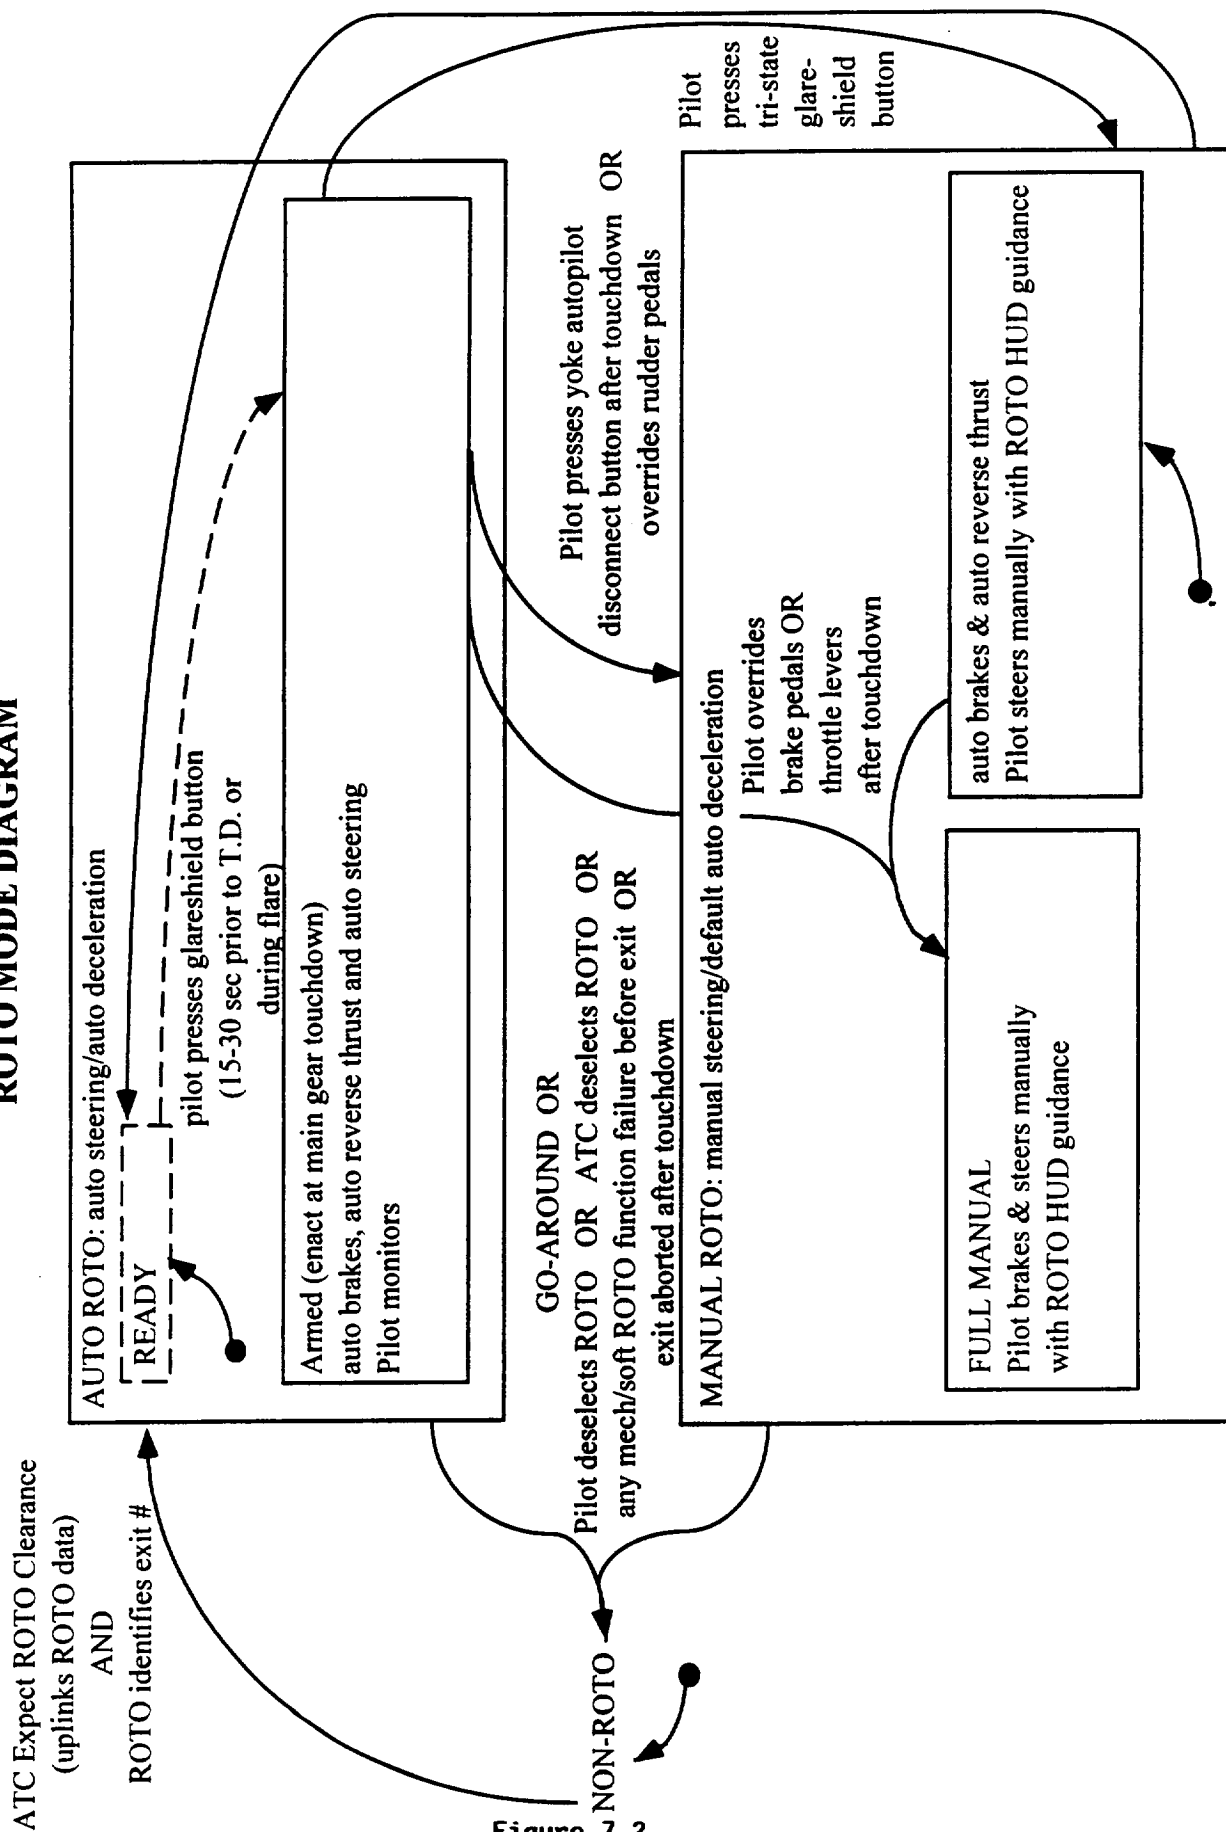 ROTO MODE DIAGRAM
ATC Expect ROTO Clearance
(uplinks ROTO data)
AND
ROTO identifies exit #
AUTO ROTO: auto steering/auto deceleration
READY
pilot presses glareshield button
(15-30 sec prior to T.D. or
during flare)
Armed (enact at main gear touchdown)
auto brakes, auto reverse thrust and auto steering
Pilot monitors
Pilot
presses
tri-state
glare-
shield
button
Pilot presses yoke autopilot
disconnect button after touchdown OR
overrides rudder pedals
GO-AROUND OR
Pilot deselects ROTO OR ATC deselects ROTO OR
any mech/soft ROTO function failure before exit OR
exit aborted after touchdown
NON-ROTO
MANUAL ROTO: manual steering/default auto deceleration
Pilot overrides
brake pedals OR
throttle levers
after touchdown
FULL MANUAL
Pilot brakes & steers manually
with ROTO HUD guidance
auto brakes & auto reverse thrust
Pilot steers manually with ROTO HUD guidance
Figure 7.2